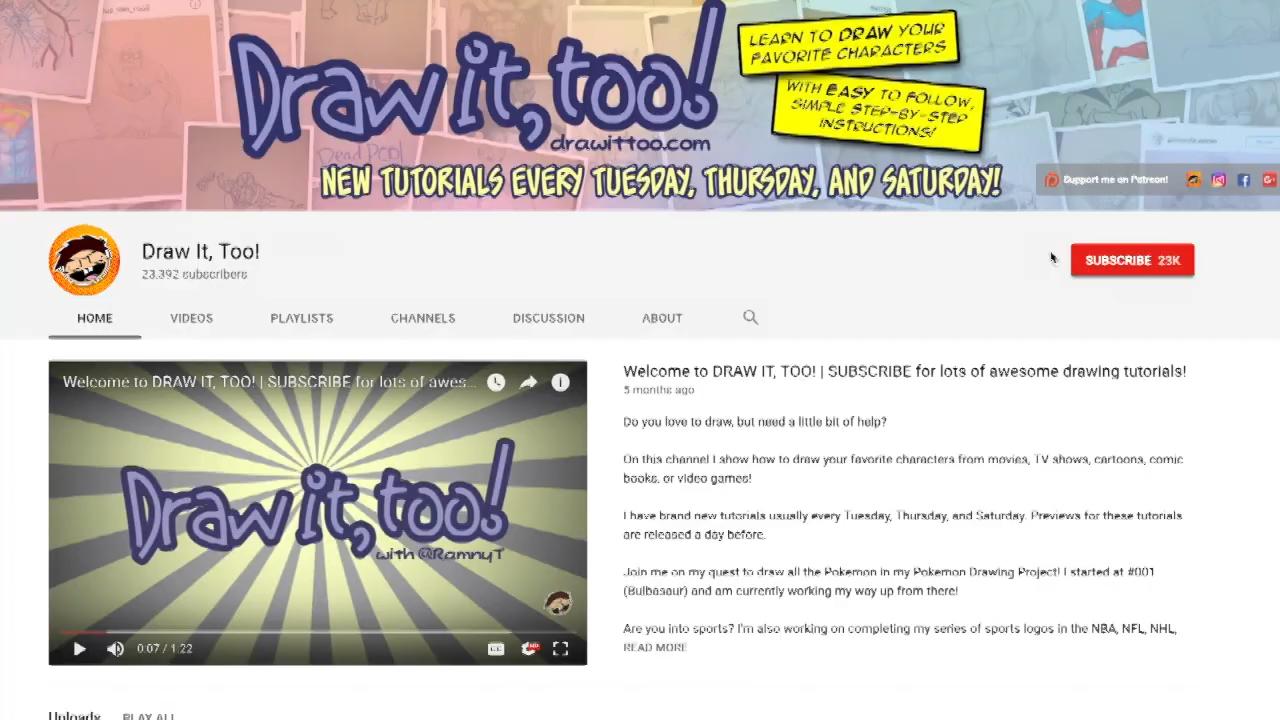 Draw it, too!
drawittoo.com
LEARN TO DRAW YOUR
FAVORITE CHARACTERS
WITH EASY TO FOLLOW,
SIMPLE STEP-BY-STEP
INSTRUCTIONS!
NEW TUTORIALS EVERY TUESDAY, THURSDAY, AND SATURDAY!
Support me on Patreon!
Draw It, Too!
23,392 subscribers
SUBSCRIBE 23K
HOME VIDEOS PLAYLISTS CHANNELS DISCUSSION ABOUT
Welcome to DRAW IT, TOO! | SUBSCRIBE for lots of awes...
Draw it, too!
with @RamnyT
0:07 / 1:22
CC
HD
Welcome to DRAW IT, TOO! | SUBSCRIBE for lots of awesome drawing tutorials!
5 months ago
Do you love to draw, but need a little bit of help?
On this channel I show how to draw your favorite characters from movies, TV shows, cartoons, comic
books, or video games!
I have brand new tutorials usually every Tuesday, Thursday, and Saturday. Previews for these tutorials
are released a day before.
Join me on my quest to draw all the Pokemon in my Pokemon Drawing Project! I started at #001
(Bulbasaur) and am currently working my way up from there!
Are you into sports? I'm also working on completing my series of sports logos in the NBA, NFL, NHL,
READ MORE
Uploads PLAY ALL